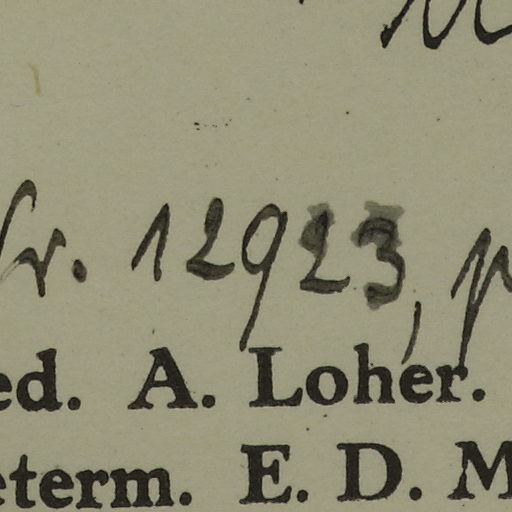 Nr. 12923, p
ed. A. Loher.
eterm. E. D. M